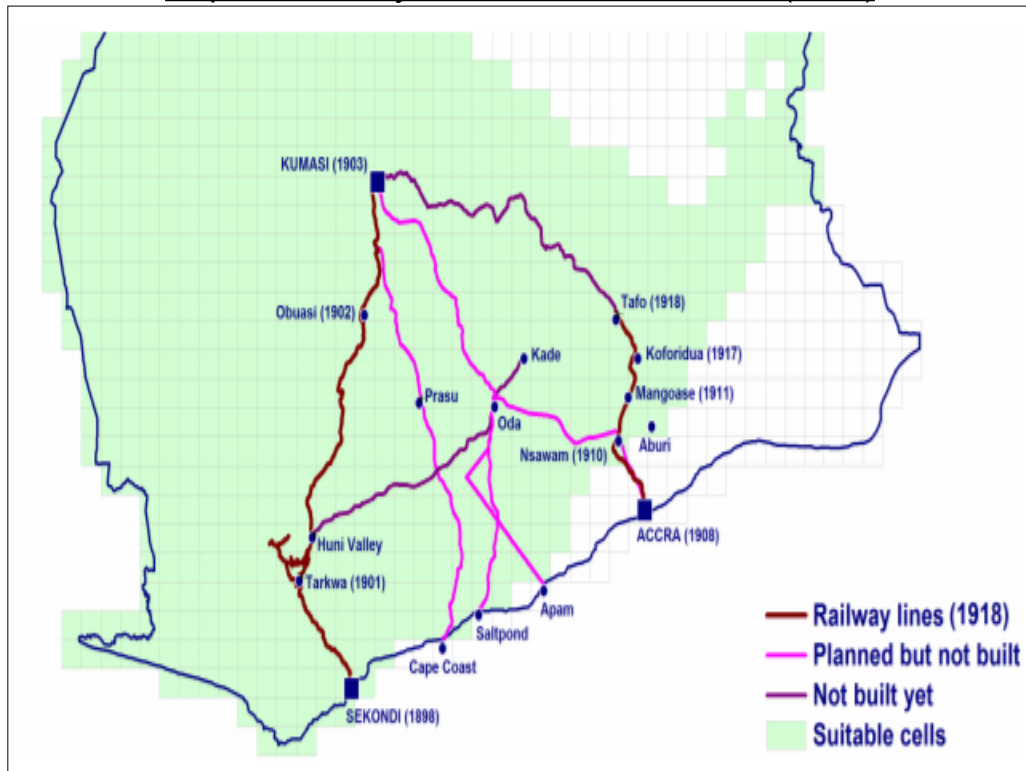 KUMASI (1903)
Tafo (1918)
Obuasi (1902)
Kade
Koforidua (1917)
Prasu
Mangoase (1911)
Oda
Aburi
Nsawam (1910)
ACCRA (1908)
Huni Valley
Tarkwa (1901)
Apam
Saltpond
Cape Coast
SEKONDI (1898)
Railway lines (1918)
Planned but not built
Not built yet
Suitable cells